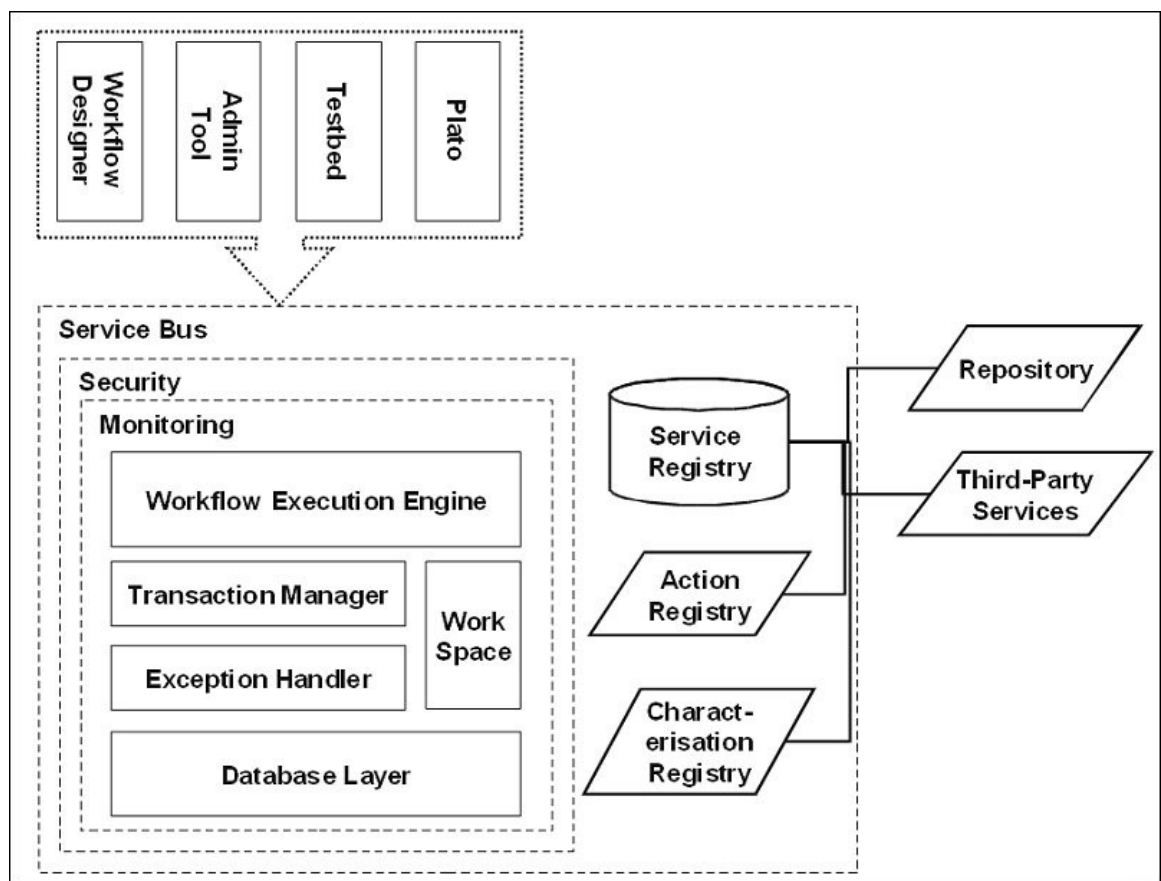 Workflow
Designer
Admin
Tool
Testbed
Plato
Service Bus
Security
Monitoring
Workflow Execution Engine
Transaction Manager
Exception Handler
Work
Space
Database Layer
Service
Registry
Action
Registry
Charact-
erisation
Registry
Repository
Third-Party
Services